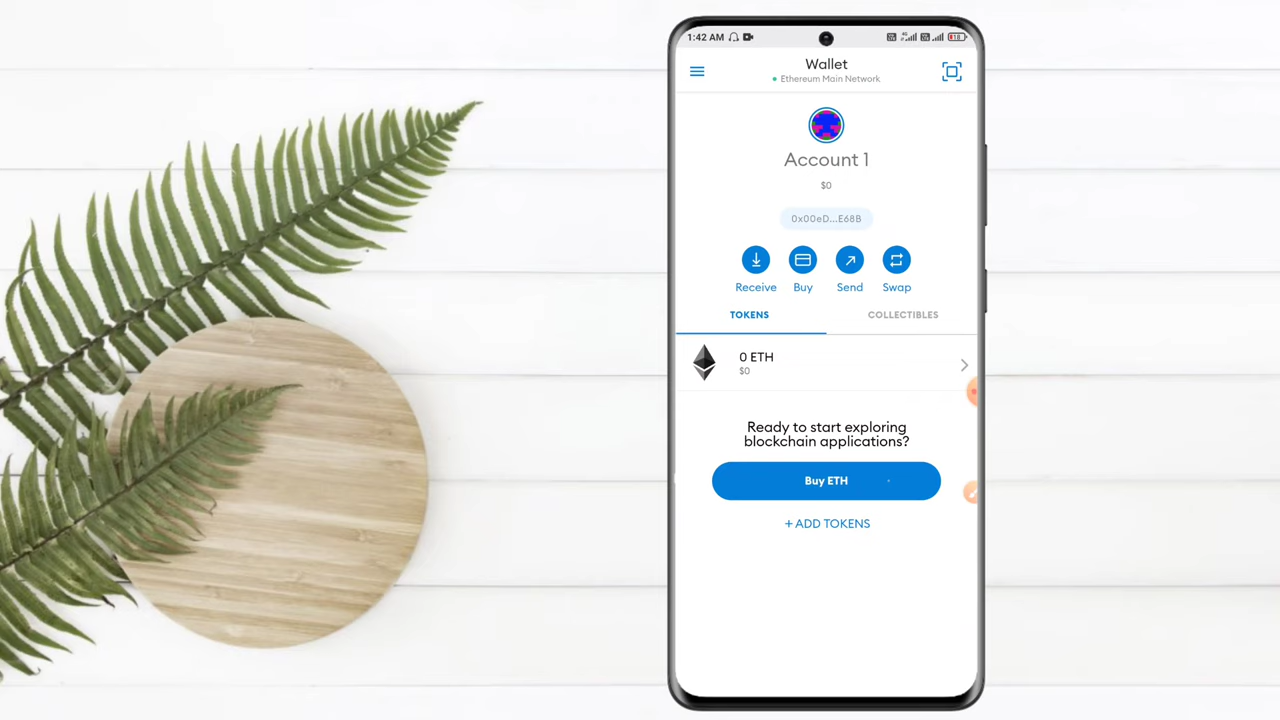 1:42 AM
18
Wallet
Ethereum Main Network
Account 1
$0
0x00eD...E68B
Receive Buy Send Swap
TOKENS COLLECTIBLES
0 ETH
$0
Ready to start exploring
blockchain applications?
Buy ETH
+ ADD TOKENS